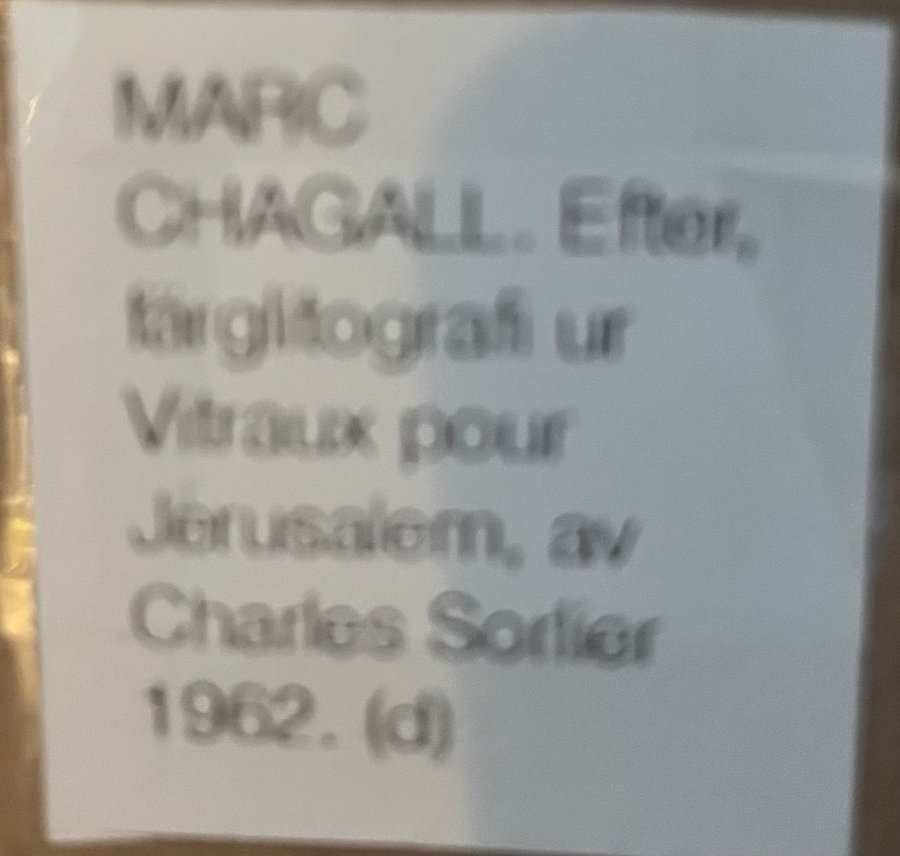 MARC
CHAGALL. Efter,
färglitografi ur
Vitraux pour
Jerusalem, av
Charles Sorlier
1962. (d)